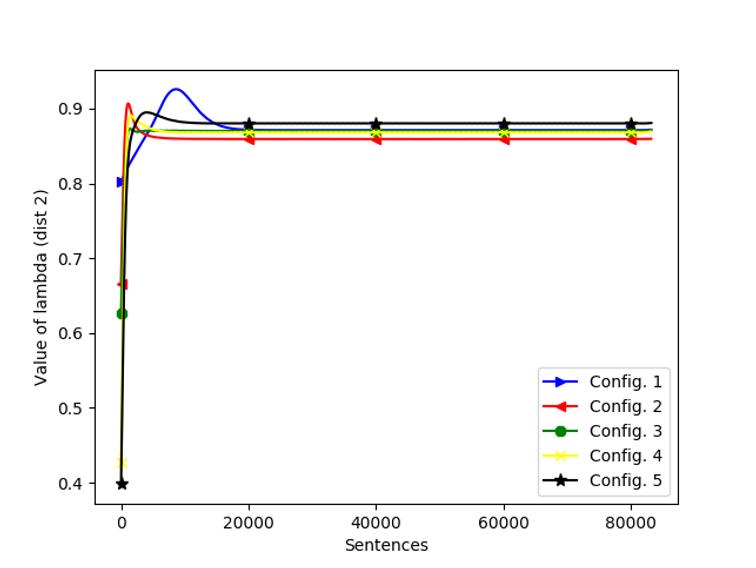 0.9
0.8
0.7
0.6
0.5
0.4
Value of lambda (dist 2)
0 20000 40000 60000 80000
Sentences
Config. 1
Config. 2
Config. 3
Config. 4
Config. 5